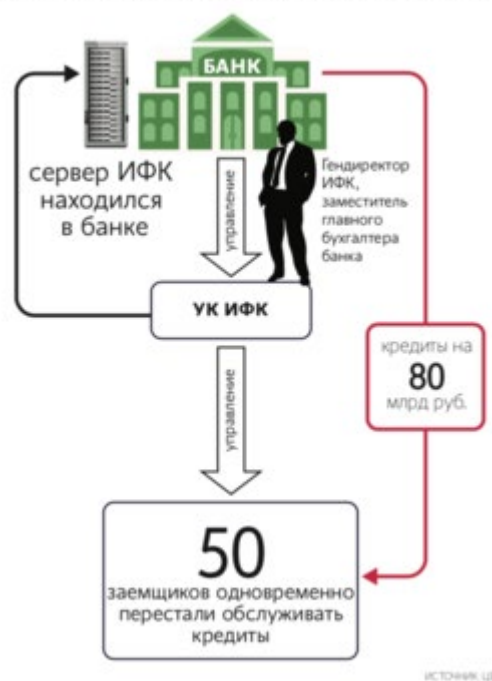 БАНК
сервер ИФК
находился
в банке
управление
Гендиректор
ИФК,
заместитель
главного
бухгалтера
банка
УК ИФК
кредиты на
80
млрд руб.
управление
50
заемщиков одновременно
перестали обслуживать
кредиты
ИСТОЧНИК: